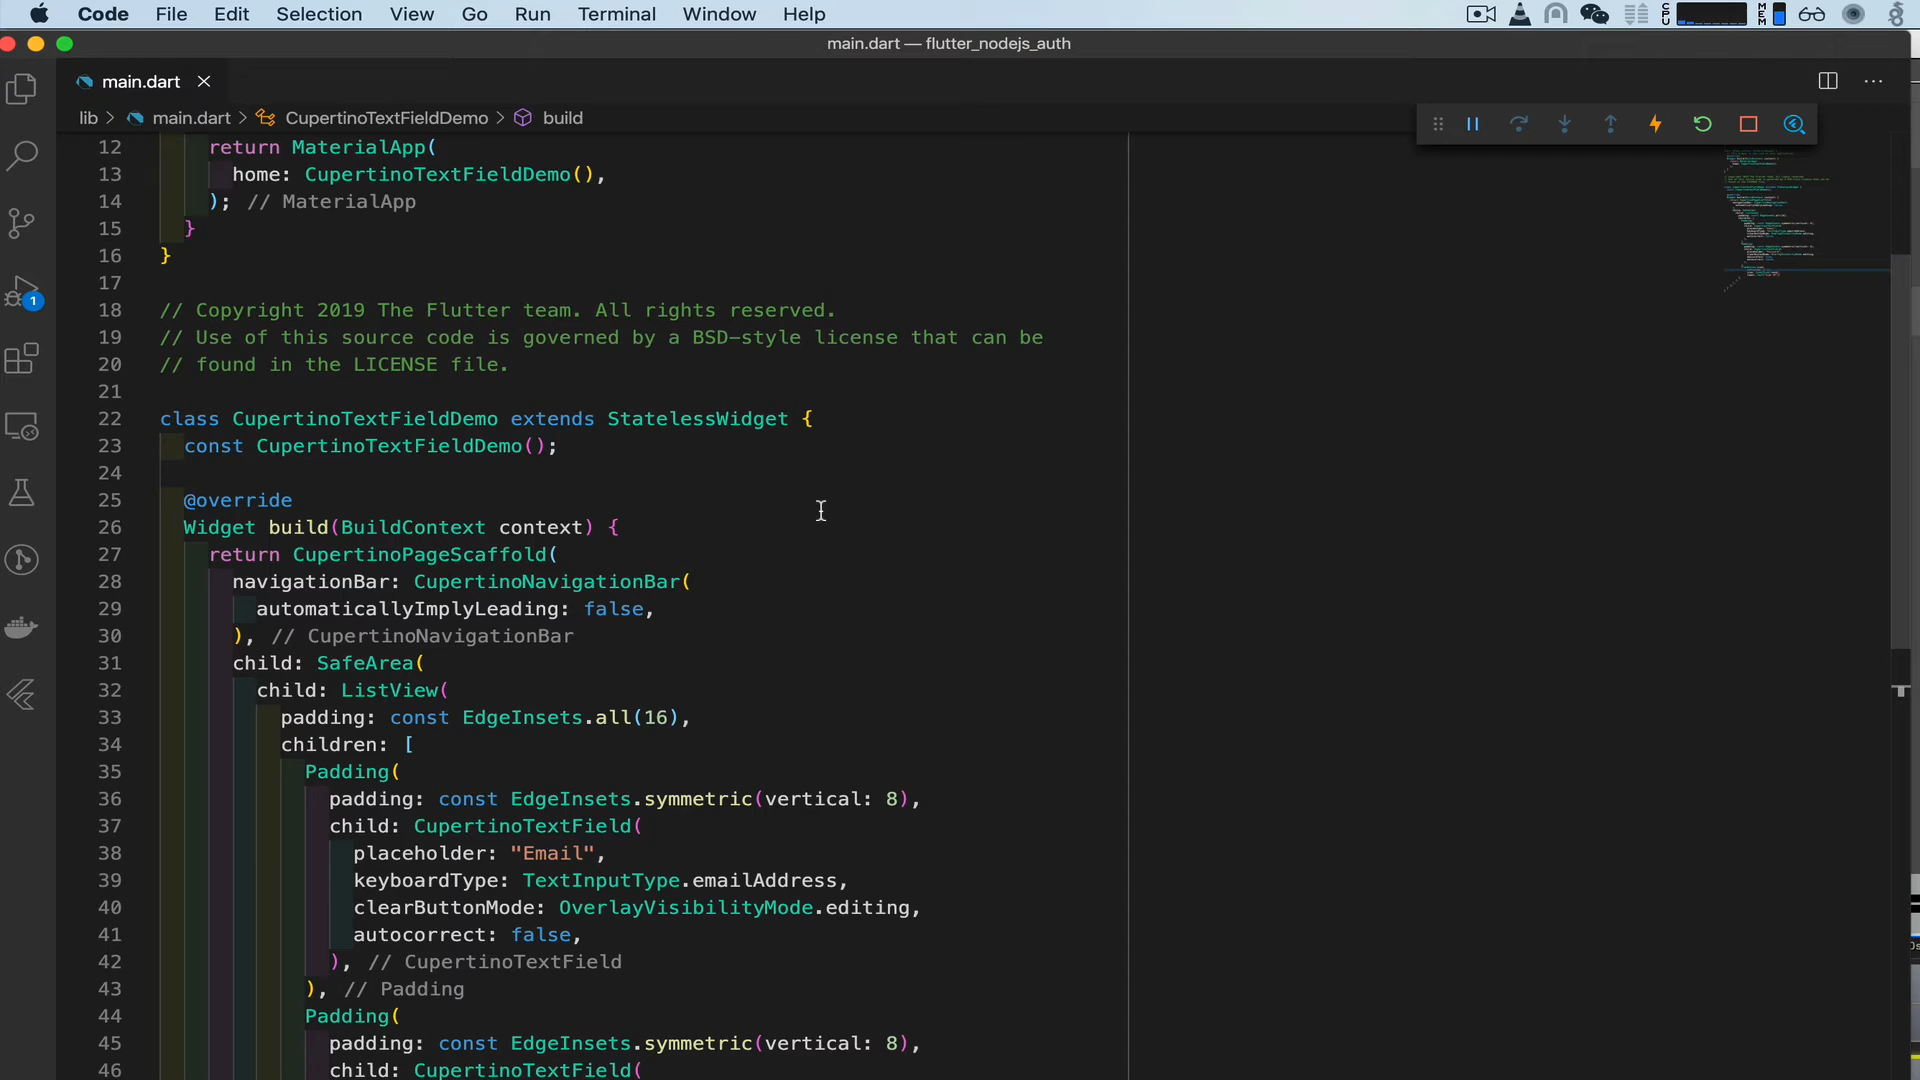 Code File Edit Selection View Go Run Terminal Window Help
CPU MEM
main.dart — flutter_nodejs_auth
main.dart
lib > main.dart > CupertinoTextFieldDemo > build
12 return MaterialApp(
13 home: CupertinoTextFieldDemo(),
14 ); // MaterialApp
15 }
16 }
17
18 // Copyright 2019 The Flutter team. All rights reserved.
19 // Use of this source code is governed by a BSD-style license that can be
20 // found in the LICENSE file.
21
22 class CupertinoTextFieldDemo extends StatelessWidget {
23 const CupertinoTextFieldDemo();
24
25 @override
26 Widget build(BuildContext context) {
27 return CupertinoPageScaffold(
28 navigationBar: CupertinoNavigationBar(
29 automaticallyImplyLeading: false,
30 ), // CupertinoNavigationBar
31 child: SafeArea(
32 child: ListView(
33 padding: const EdgeInsets.all(16),
34 children: [
35 Padding(
36 padding: const EdgeInsets.symmetric(vertical: 8),
37 child: CupertinoTextField(
38 placeholder: "Email",
39 keyboardType: TextInputType.emailAddress,
40 clearButtonMode: OverlayVisibilityMode.editing,
41 autocorrect: false,
42 ), // CupertinoTextField
43 ), // Padding
44 Padding(
45 padding: const EdgeInsets.symmetric(vertical: 8),
46 child: CupertinoTextField(
1